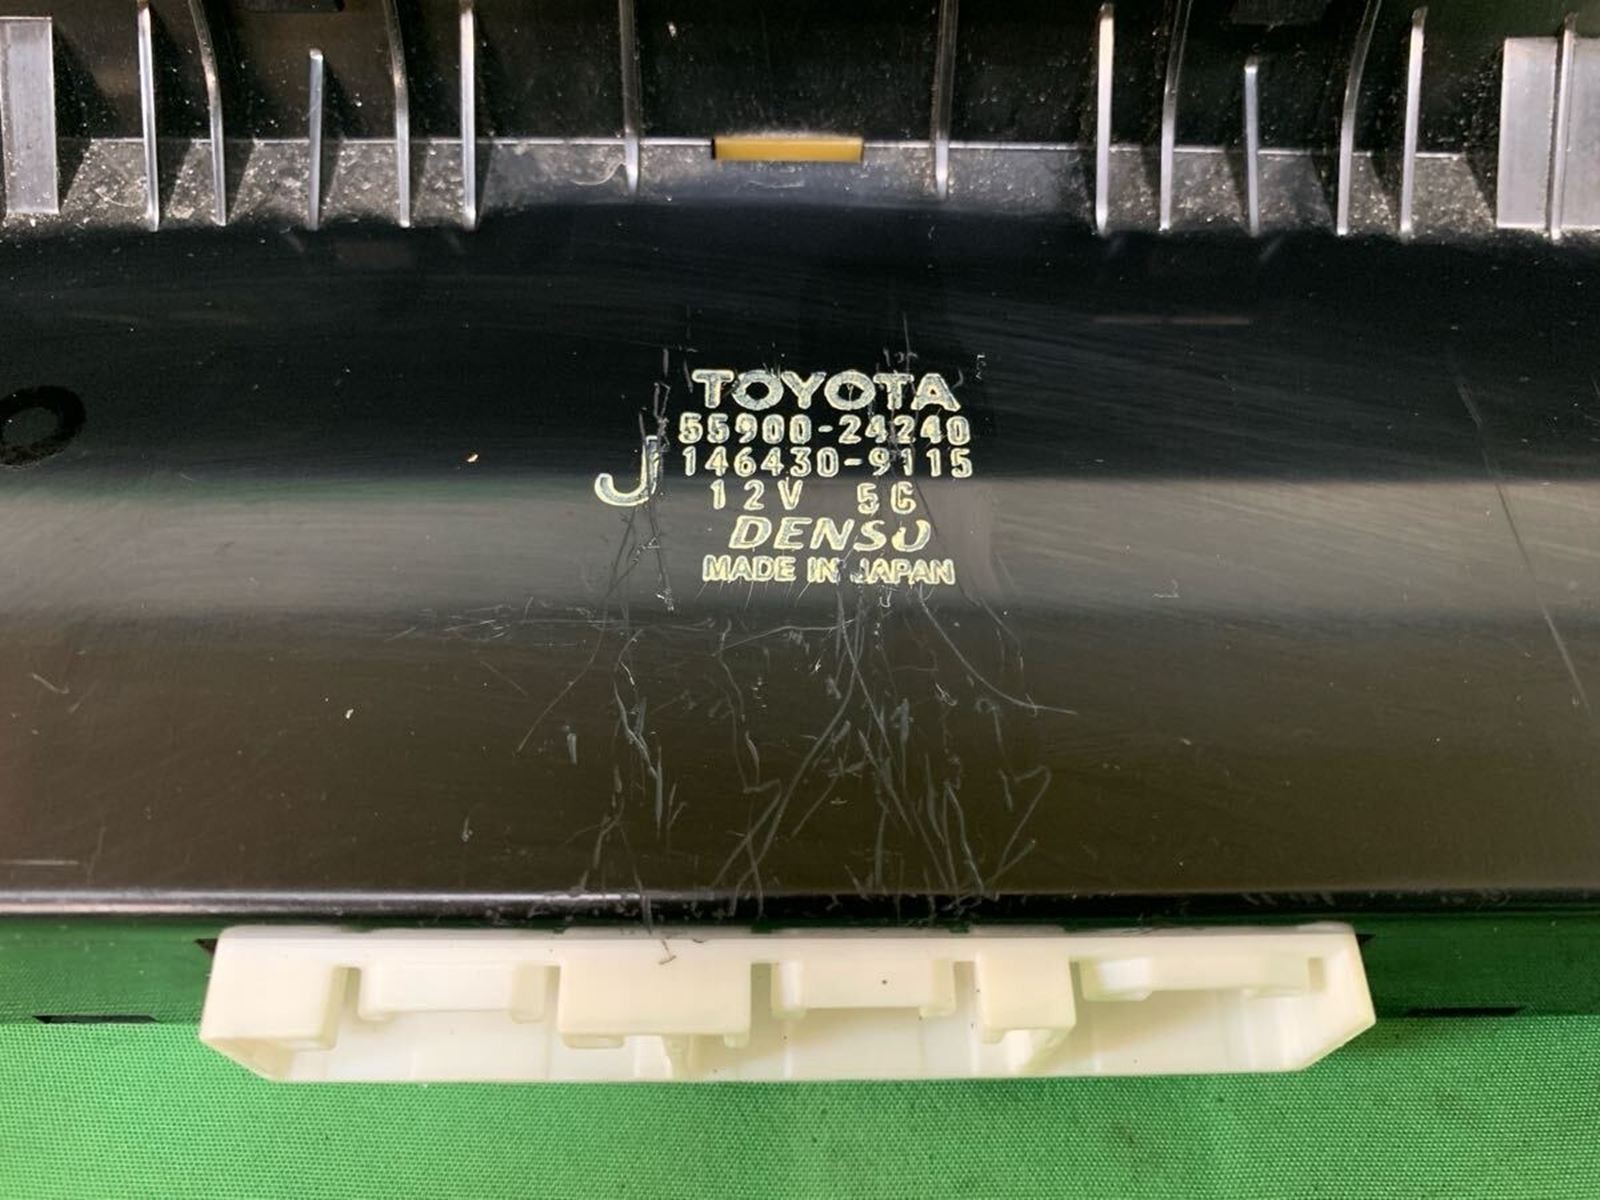 TOYOTA
55900-24240
J 146430-9115
12V 5C
DENSO
MADE IN JAPAN